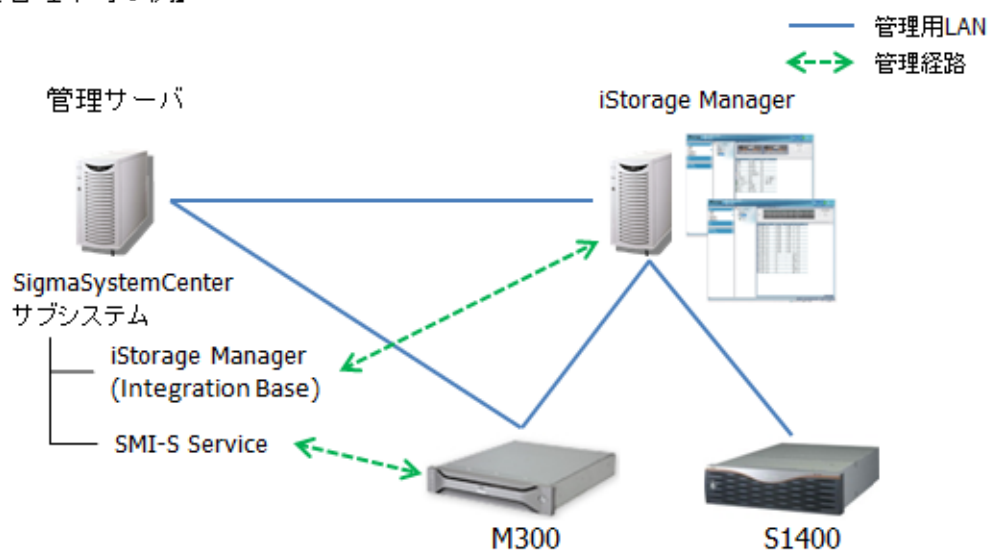 管理用LAN
管理経路
管理サーバ
iStorage Manager
SigmaSystemCenter
サブシステム
iStorage Manager
(Integration Base)
SMI-S Service
M300
S1400